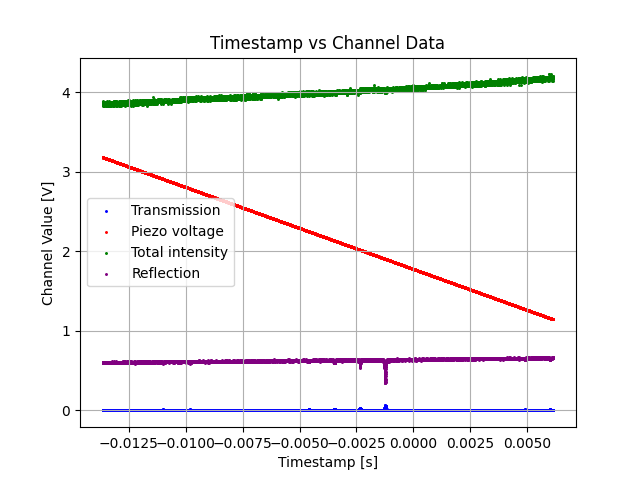 Timestamp vs Channel Data
Channel Value [V]
4
3
2
1
0
Transmission
Piezo voltage
Total intensity
Reflection
−0.0125 −0.0100 −0.0075 −0.0050 −0.0025 0.0000 0.0025 0.0050
Timestamp [s]